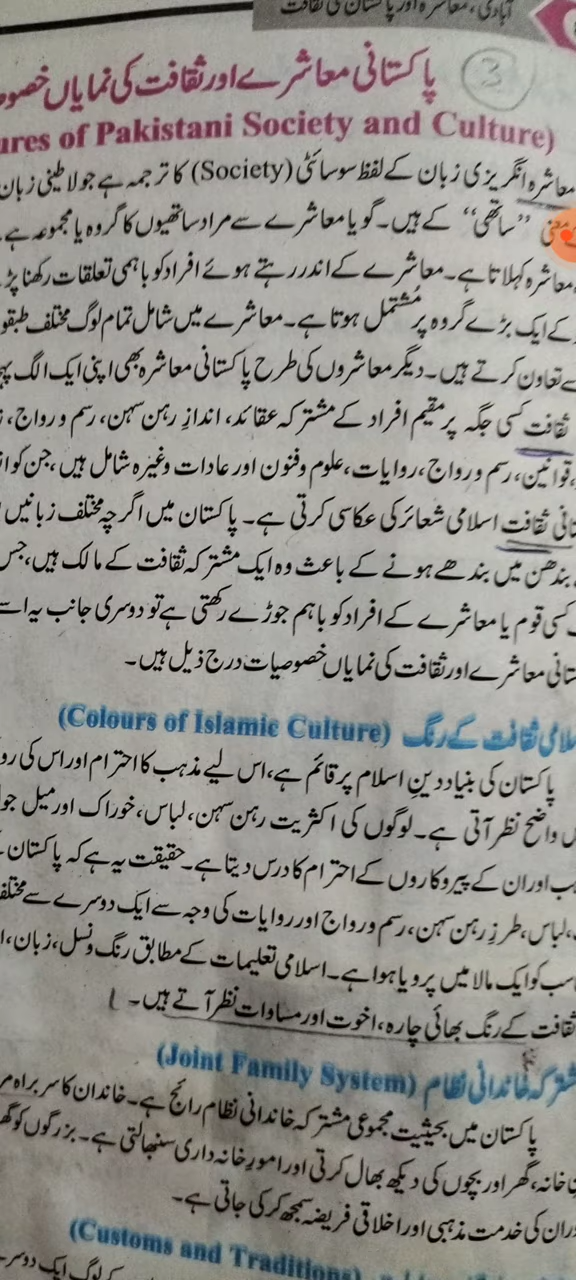 آبادی، معاشرہ اور پاکستان کی ثقافت
3
پاکستانی معاشرے اور ثقافت کی نمایاں
of Pakistani Society and Culture)
معاشرہ انگریزی زبان کے لفظ سوسائٹی (Society) کا ترجمہ ہے جو لاطینی زبان
معنی ”ساتھی“ کے ہیں۔ گویا معاشرے سے مراد ساتھیوں کا گروہ یا مجموعہ ہے۔
معاشرہ کہلاتا ہے۔ معاشرے کے اندر رہتے ہوئے افراد کو باہمی تعلقات رکھنا
کے ایک بڑے گروہ پر مُشتمل ہوتا ہے۔ معاشرے میں شامل تمام لوگ مختلف
تعاون کرتے ہیں۔ دیگر معاشروں کی طرح پاکستانی معاشرہ بھی اپنی ایک الگ
ثقافت کسی جگہ پر مقیم افراد کے مشترکہ عقائد، اندازِ رہن سہن، رسم و رواج،
قوانین، رسم و رواج، روایات، علوم و فنون اور عادات وغیرہ شامل ہیں، جن کو
ثقافت اسلامی شعائر کی عکاسی کرتی ہے۔ پاکستان میں اگرچہ مختلف زبانیں
بندھن میں بندھے ہونے کے باعث وہ ایک مشترکہ ثقافت کے مالک ہیں، جس
کسی قوم یا معاشرے کے افراد کو باہم جوڑے رکھتی ہے تو دوسری جانب یہ
معاشرے اور ثقافت کی نمایاں خصوصیات درج ذیل ہیں۔
ثقافت کے رنگ (Colours of Islamic Culture)
پاکستان کی بنیاد دینِ اسلام پر قائم ہے، اس لیے مذہب کا احترام اور اس کی
واضح نظر آتی ہے۔ لوگوں کی اکثریت رہن سہن، لباس، خوراک اور میل
اور ان کے پیروکاروں کے احترام کا درس دیتا ہے۔ حقیقت یہ ہے کہ پاکستان
لباس، طرزِ رہن سہن، رسم و رواج اور روایات کی وجہ سے ایک دوسرے سے مختلف
سب کو ایک مالا میں پرویا ہوا ہے۔ اسلامی تعلیمات کے مطابق رنگ و نسل، زبان،
ثقافت کے رنگ بھائی چارہ، اخوت اور مساوات نظر آتے ہیں۔
خاندانی نظام (Joint Family System)
پاکستان میں بحیثیت مجموعی مشترکہ خاندانی نظام رائج ہے۔ خاندان کا سربراہ
خانہ، گھر اور بچوں کی دیکھ بھال کرتی اور امورِ خانہ داری سنبھالتی ہے۔ بزرگوں کو
اور ان کی خدمت مذہبی اور اخلاقی فریضہ سمجھ کر کی جاتی ہے۔
(Customs and Traditions)
کے لوگ ایک